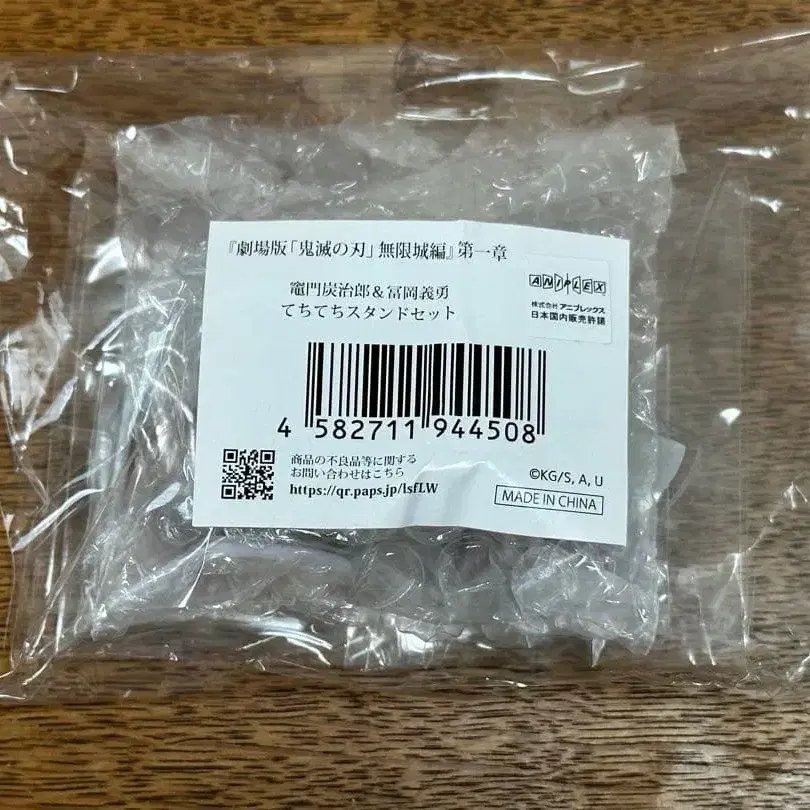 『劇場版「鬼滅の刃」無限城編』第一章
竈門炭治郎＆冨岡義勇
てちてちスタンドセット
ANIPLEX
株式会社アニプレックス
日本国内販売許諾
4 582711 944508
商品の不良品等に関する
お問い合わせはこちら
https://qr.paps.jp/lsfLW
©KG/S, A, U
MADE IN CHINA